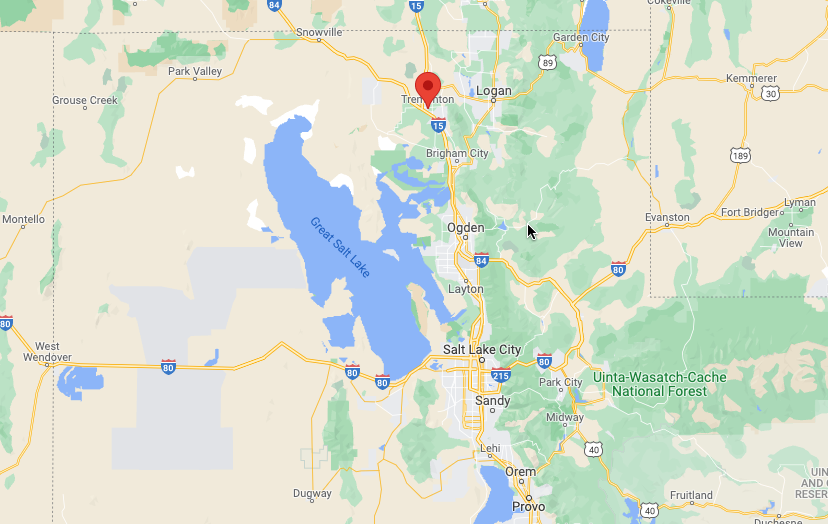 84
15
Cokeville
Snowville
Garden City
89
Park Valley
Kemmerer
Logan
30
Grouse Creek
Tremonton
15
Brigham City
189
Lyman
Fort Bridger
Montello
Evanston
Ogden
Mountain
View
Great Salt Lake
84
80
Layton
80
West
Wendover
Salt Lake City
80
80
80
80
215
Park City
Uinta-Wasatch-Cache
National Forest
Sandy
Midway
Lehi
40
Orem
UIN
AND O
RESER
Dugway
Fruitland
Provo
40
Duchesne